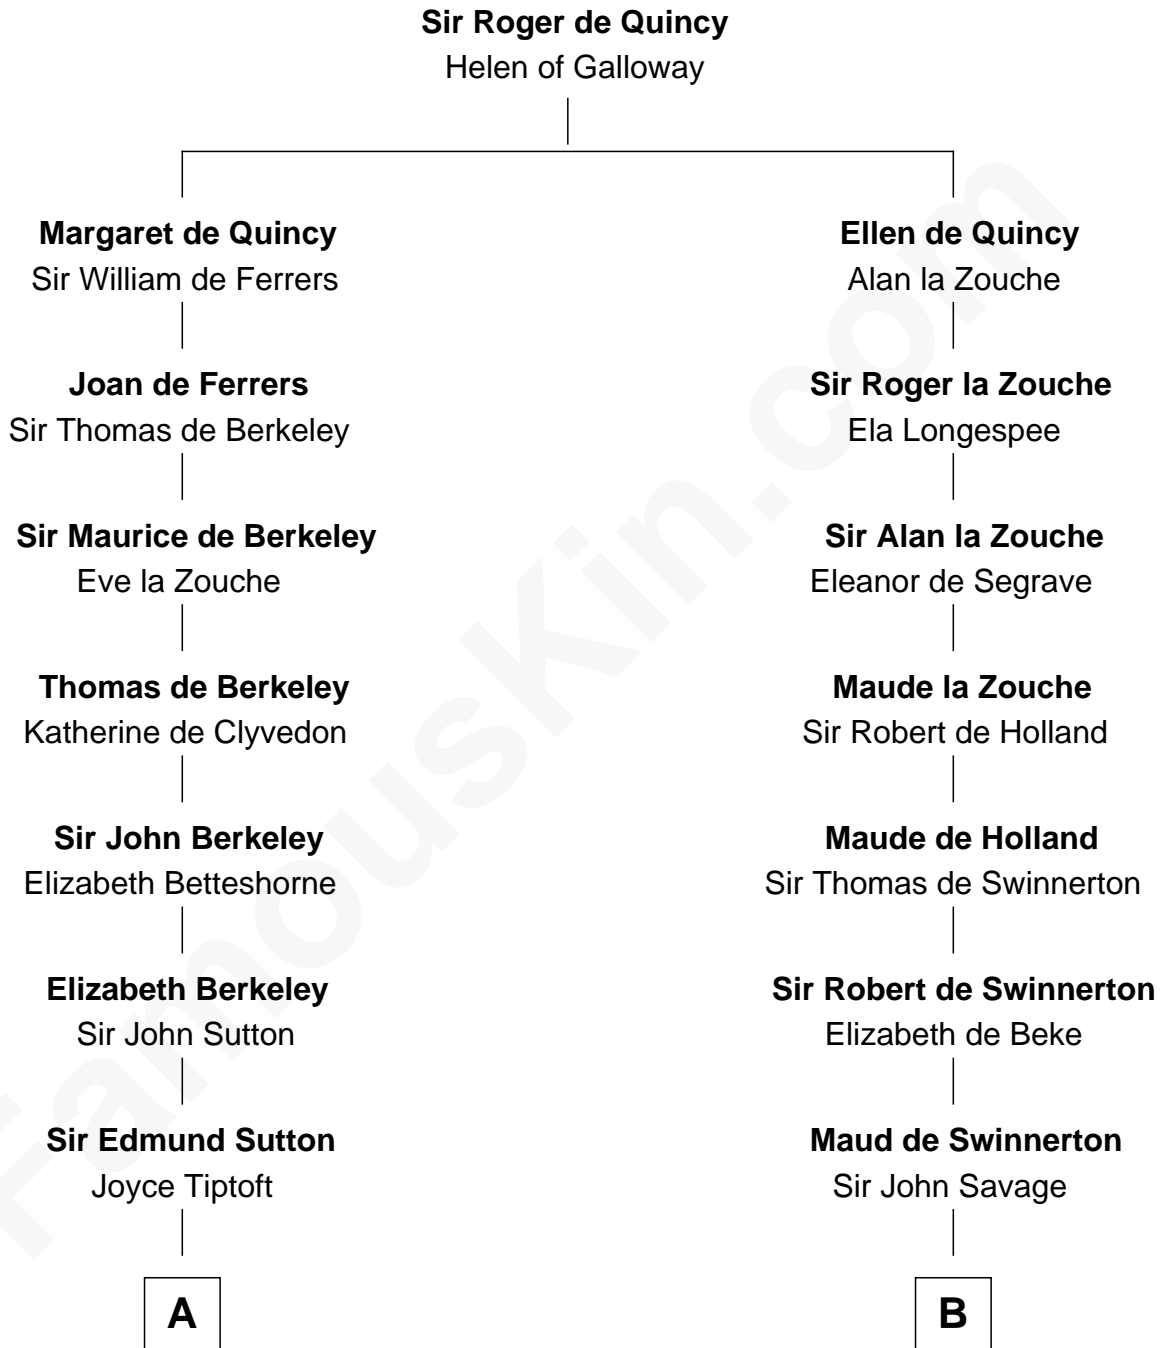 Sir Roger de Quincy
Helen of Galloway
Margaret de Quincy
Sir William de Ferrers
Ellen de Quincy
Alan la Zouche
Joan de Ferrers
Sir Thomas de Berkeley
Sir Roger la Zouche
Ela Longespee
Sir Maurice de Berkeley
Eve la Zouche
Sir Alan la Zouche
Eleanor de Segrave
Thomas de Berkeley
Katherine de Clyvedon
Maude la Zouche
Sir Robert de Holland
Sir John Berkeley
Elizabeth Betteshorne
Maude de Holland
Sir Thomas de Swinnerton
Elizabeth Berkeley
Sir John Sutton
Sir Robert de Swinnerton
Elizabeth de Beke
Sir Edmund Sutton
Joyce Tiptoft
Maud de Swinnerton
Sir John Savage
A
B
FamousKin.com